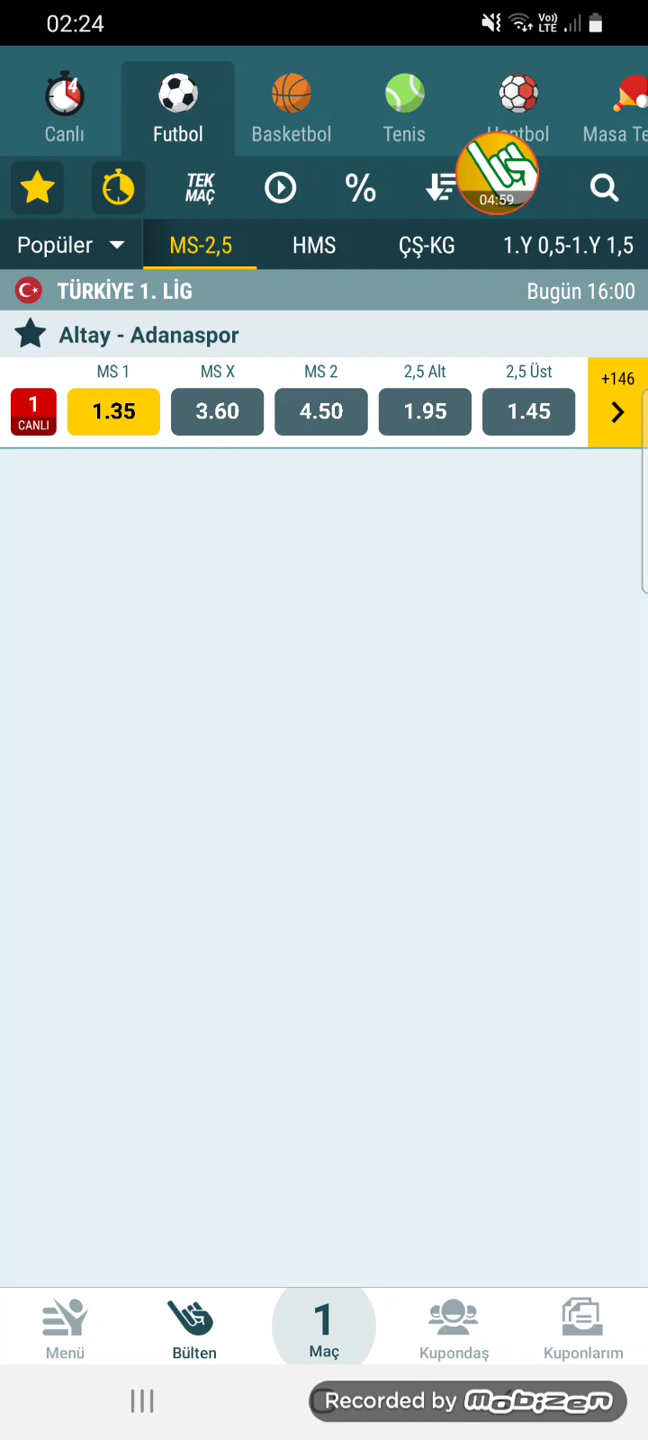 02:24
Vo)) LTE
4
Canlı Futbol Basketbol Tenis Hentbol Masa Te
TEK MAÇ % 04:59
Popüler MS-2,5 HMS ÇŞ-KG 1.Y 0,5-1.Y 1,5
TÜRKİYE 1. LİG Bugün 16:00
Altay - Adanaspor
MS 1 MS X MS 2 2,5 Alt 2,5 Üst +146
1 CANLI 1.35 3.60 4.50 1.95 1.45
1
Menü Bülten Maç Kupondaş Kuponlarım
Recorded by mobizen